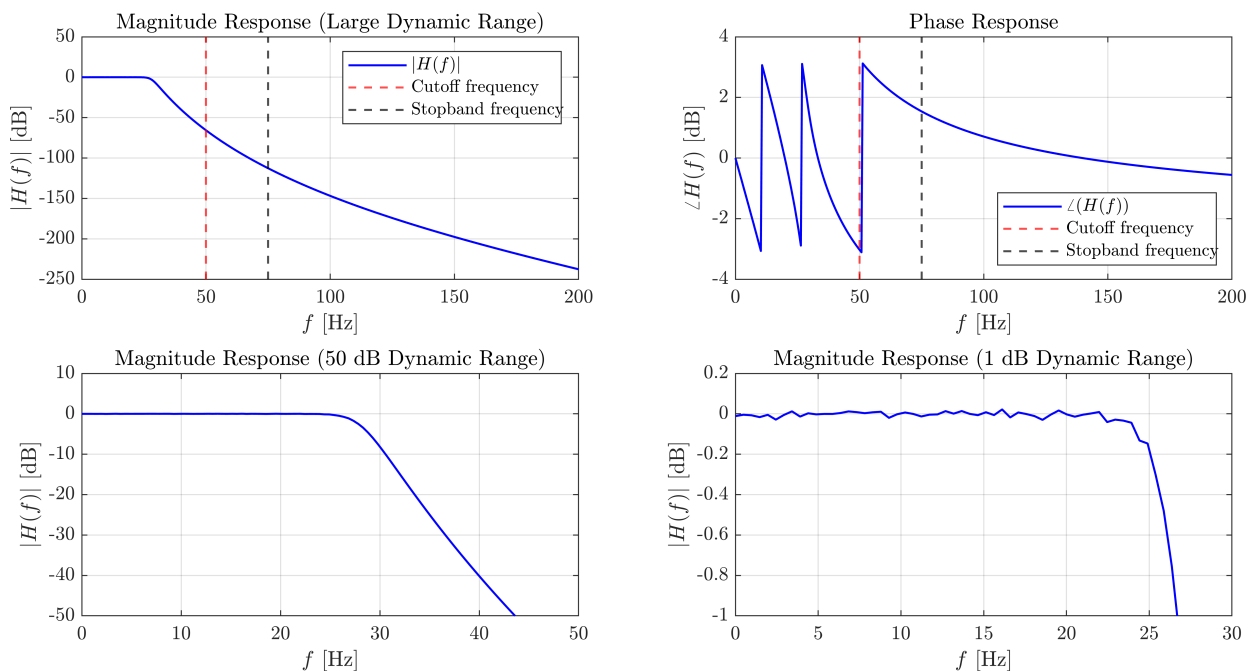 Magnitude Response (Large Dynamic Range)
50
0
-50
-100
-150
-200
-250
|H(f)| [dB]
0
50
100
150
200
f [Hz]
|H(f)|
Cutoff frequency
Stopband frequency
Phase Response
4
2
0
-2
-4
∠H(f) [dB]
0
50
100
150
200
f [Hz]
∠(H(f))
Cutoff frequency
Stopband frequency
Magnitude Response (50 dB Dynamic Range)
10
0
-10
-20
-30
-40
-50
|H(f)| [dB]
0
10
20
30
40
50
f [Hz]
Magnitude Response (1 dB Dynamic Range)
0.2
0
-0.2
-0.4
-0.6
-0.8
-1
|H(f)| [dB]
0
5
10
15
20
25
30
f [Hz]